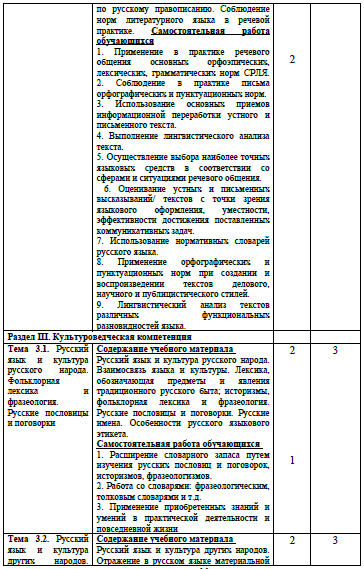 по русскому правописанию. Соблюдение
норм литературного языка в речевой
практике. Самостоятельная работа
обучающихся
1. Применение в практике речевого
общения основных орфоэпических,
лексических, грамматических норм СРЛЯ.
2. Соблюдение в практике письма
орфографических и пунктуационных норм.
3. Использование основных приемов
информационной переработки устного и
письменного текста.
4. Выполнение лингвистического анализа
текста.
5. Осуществление выбора наиболее точных
языковых средств в соответствии со
сферами и ситуациями речевого общения.
6. Оценивание устных и письменных
высказываний/ текстов с точки зрения
языкового оформления, уместности,
эффективности достижения поставленных
коммуникативных задач.
7. Использование нормативных словарей
русского языка.
8. Применение орфографических и
пунктуационных норм при создании и
воспроизведении текстов делового,
научного и публицистического стилей.
9. Лингвистический анализ текстов
различных функциональных
разновидностей языка.
2
Раздел III. Культуроведческая компетенция
Тема 3.1. Русский
язык и культура
русского народа.
Фольклорная
лексика и
фразеология.
Русские пословицы
и поговорки
Содержание учебного материала
Русский язык и культура русского народа.
Взаимосвязь языка и культуры. Лексика,
обозначающая предметы и явления
традиционного русского быта; историзмы,
фольклорная лексика и фразеология.
Русские пословицы и поговорки. Русские
имена. Особенности русского языкового
этикета.
Самостоятельная работа обучающихся
1. Расширение словарного запаса путем
изучения русских пословиц и поговорок,
историзмов, фразеологизмов.
2. Работа со словарями: фразеологическим,
толковым словарями и т.д.
3. Применение приобретенных знаний и
умений в практической деятельности и
повседневной жизни
2
1
3
Тема 3.2. Русский
язык и культура
других народов.
Содержание учебного материала
Русский язык и культура других народов.
Отражение в русском языке материальной
2
3